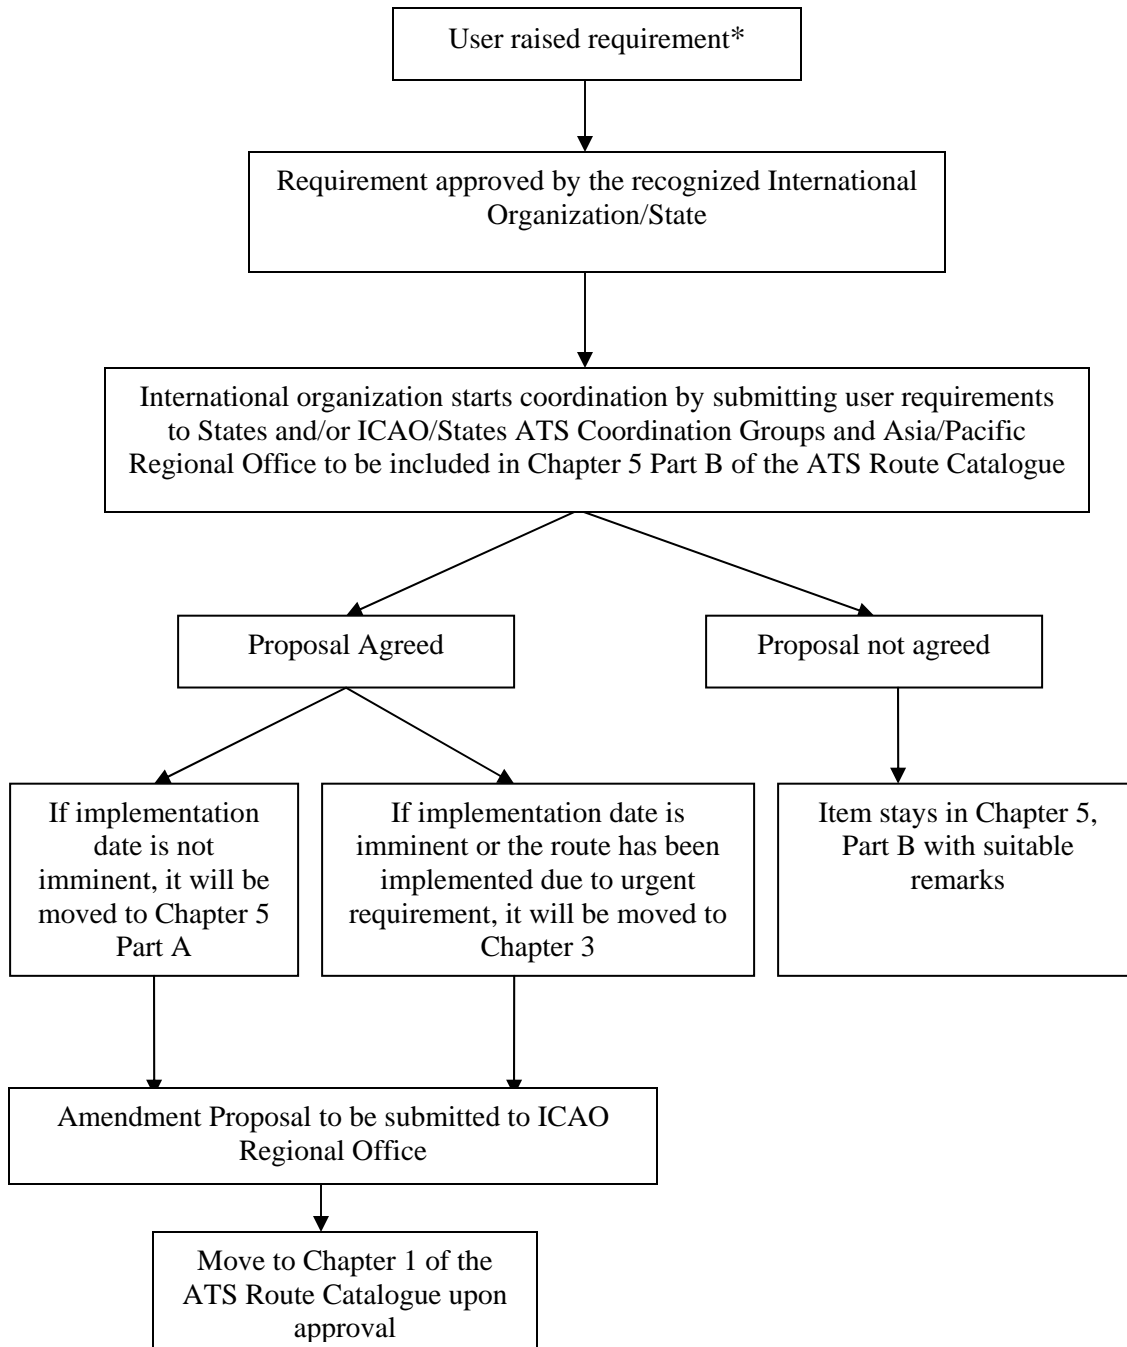 User raised requirement*
Requirement approved by the recognized International
Organization/State
International organization starts coordination by submitting user requirements
to States and/or ICAO/States ATS Coordination Groups and Asia/Pacific
Regional Office to be included in Chapter 5 Part B of the ATS Route Catalogue
Proposal Agreed
Proposal not agreed
If implementation
date is not
imminent, it will be
moved to Chapter 5
Part A
If implementation date is
imminent or the route has been
implemented due to urgent
requirement, it will be moved to
Chapter 3
Item stays in Chapter 5,
Part B with suitable
remarks
Amendment Proposal to be submitted to ICAO
Regional Office
Move to Chapter 1 of the
ATS Route Catalogue upon
approval